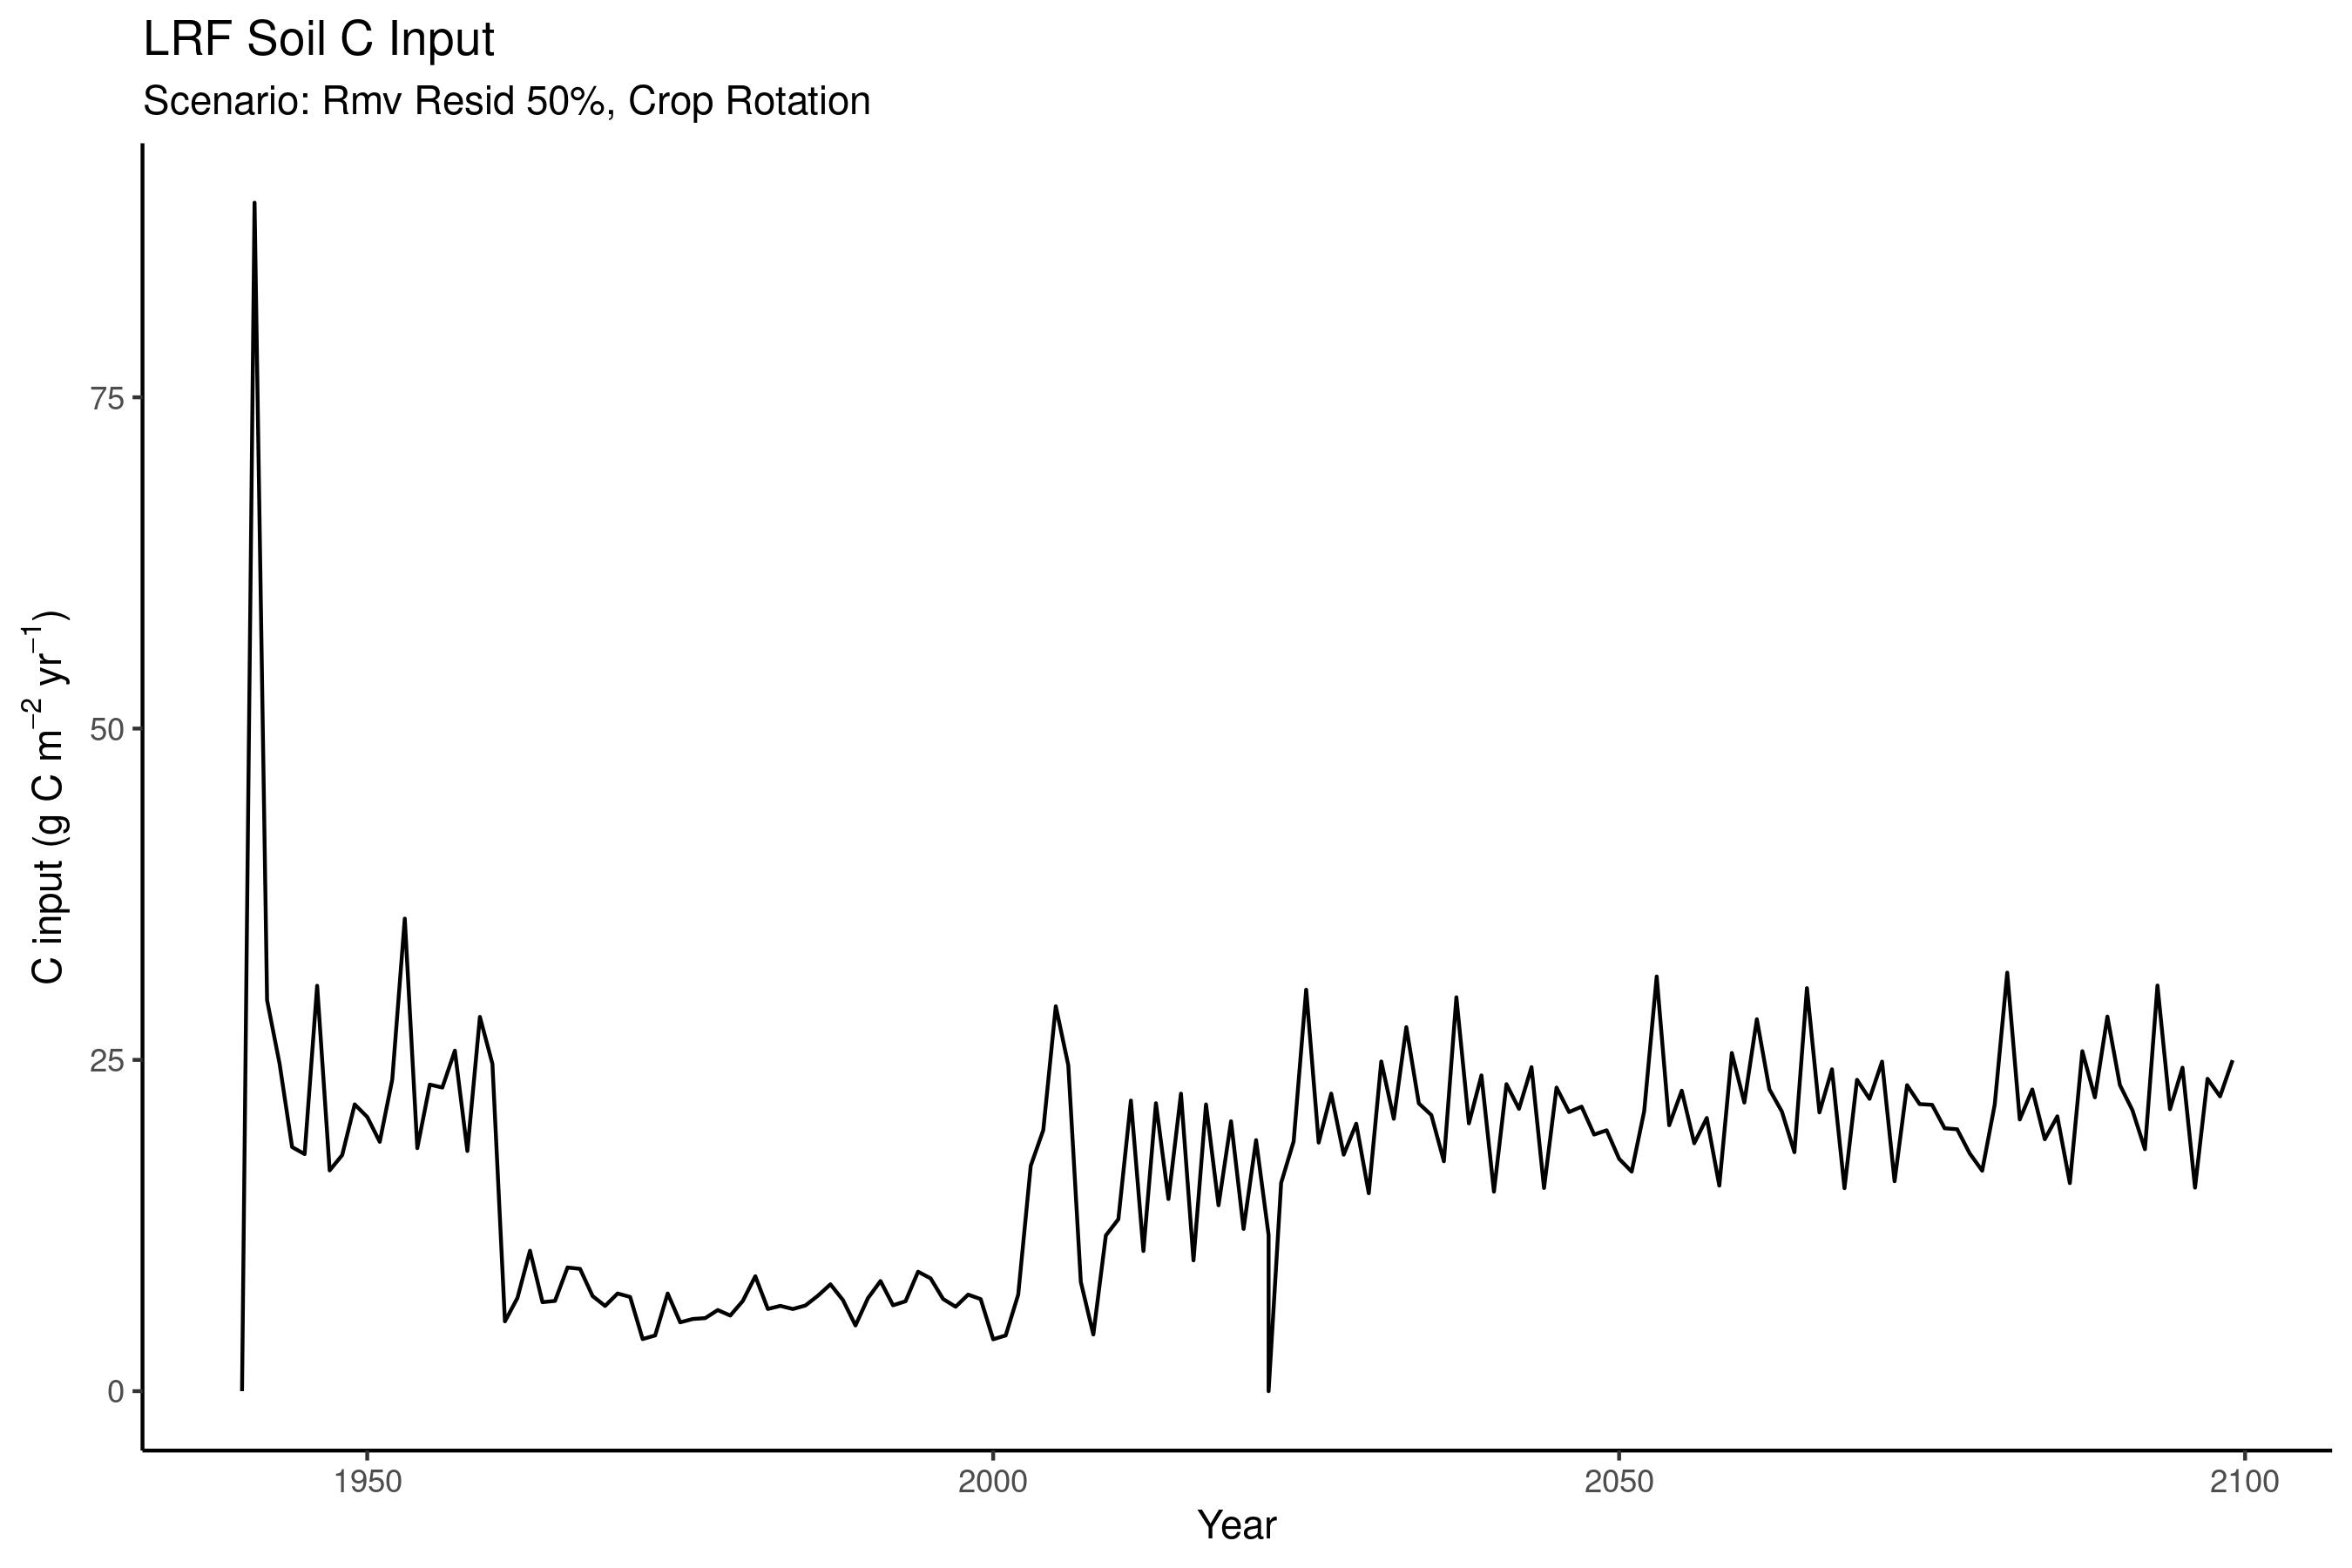 LRF Soil C Input
Scenario: Rmv Resid 50%, Crop Rotation
C input (g C m⁻² yr⁻¹)
75
50
25
0
1950 2000 2050 2100
Year